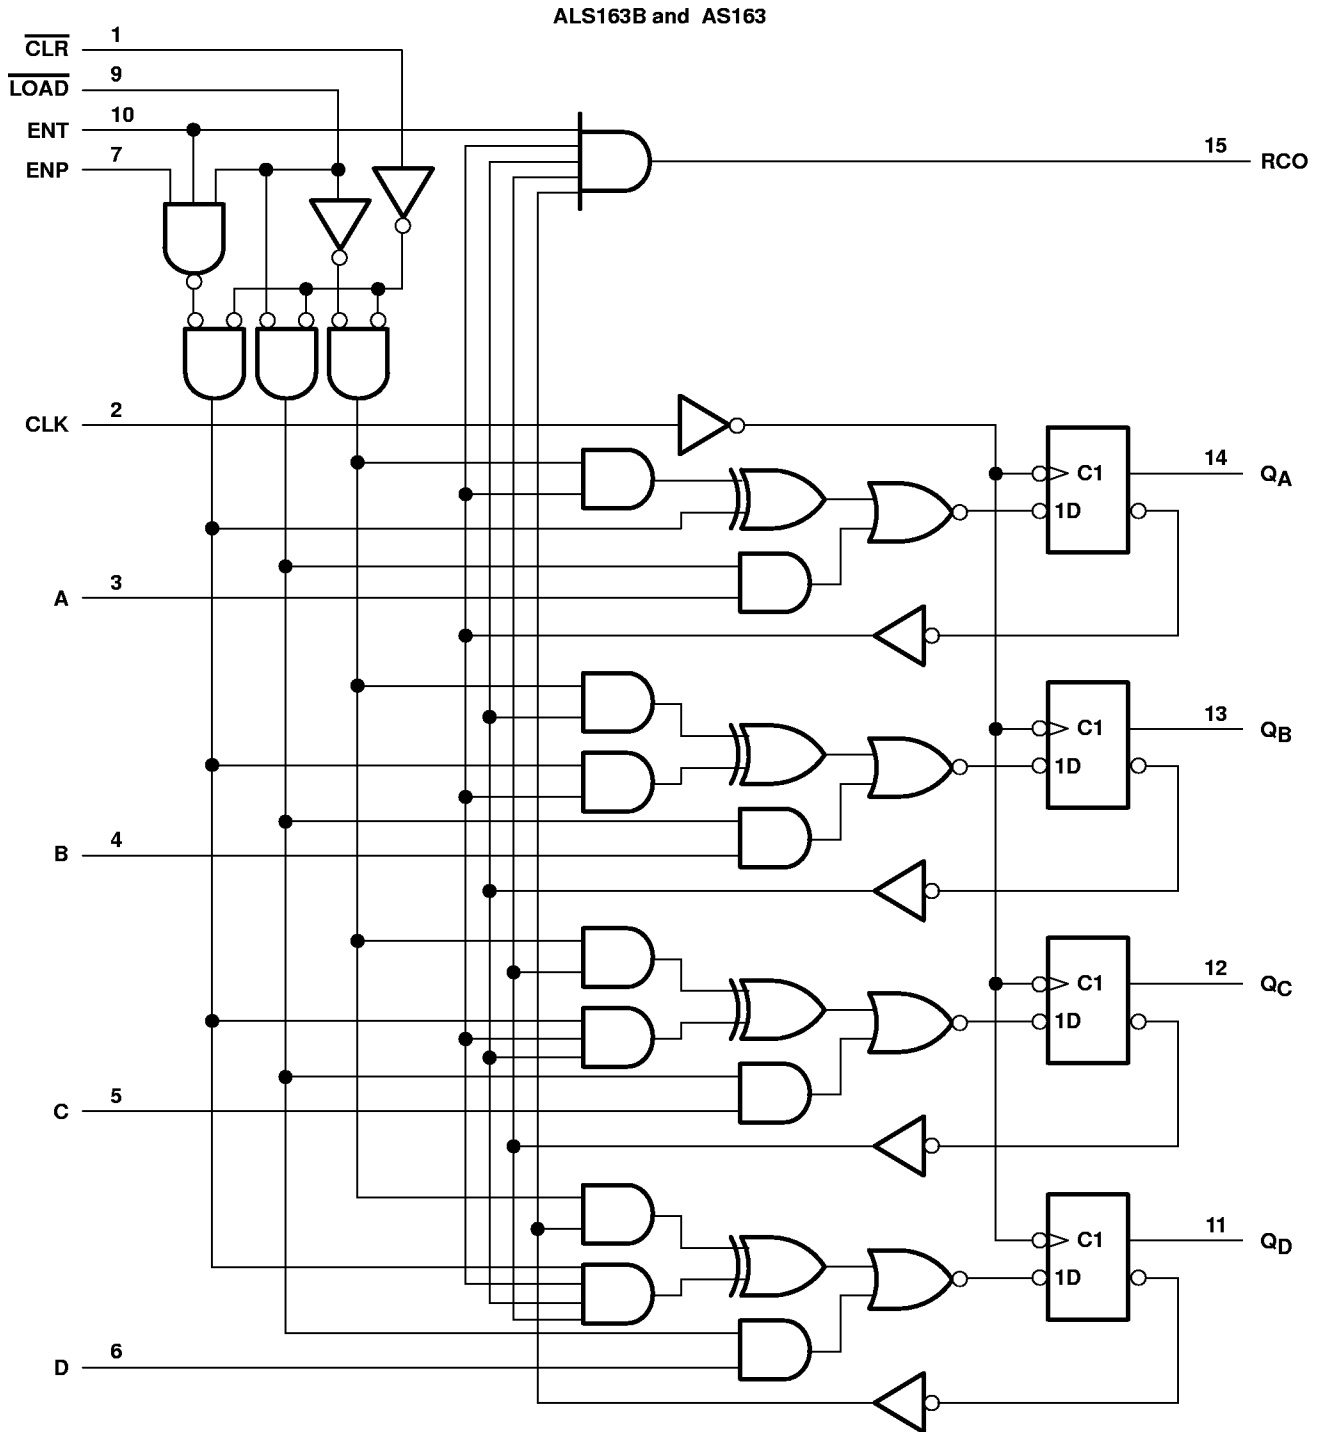 ALS163B and AS163
CLR 1
LOAD 9
ENT 10
ENP 7
15 RCO
CLK 2
C1 14 QA
1D
A 3
C1 13 QB
1D
B 4
C1 12 QC
1D
C 5
C1 11 QD
1D
D 6